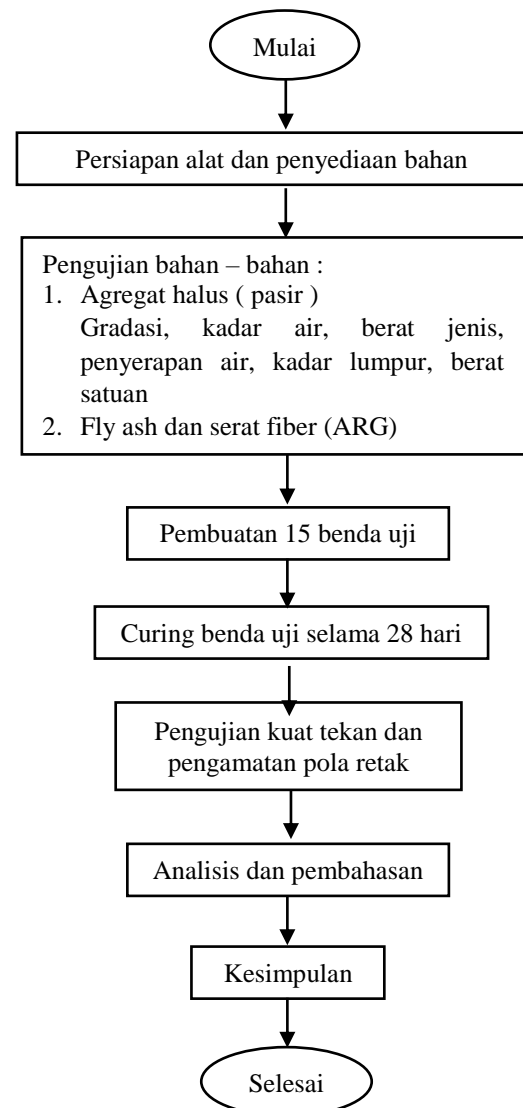 Mulai
Persiapan alat dan penyediaan bahan
Pengujian bahan – bahan :
1. Agregat halus ( pasir )
Gradasi, kadar air, berat jenis,
penyerapan air, kadar lumpur, berat
satuan
2. Fly ash dan serat fiber (ARG)
Pembuatan 15 benda uji
Curing benda uji selama 28 hari
Pengujian kuat tekan dan
pengamatan pola retak
Analisis dan pembahasan
Kesimpulan
Selesai